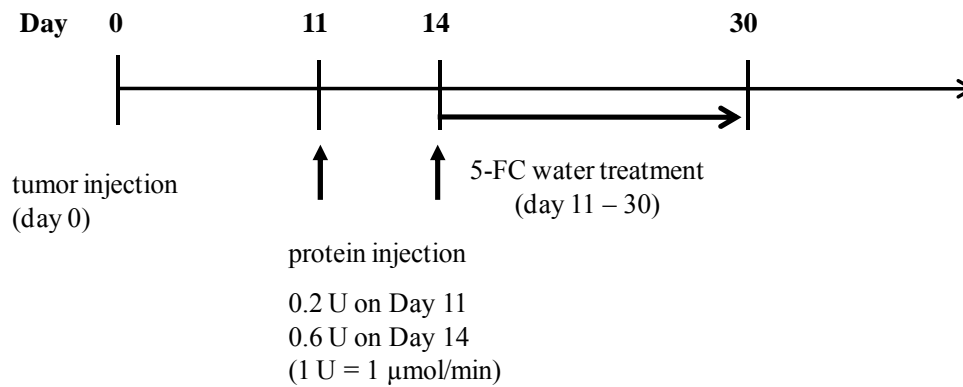 Day 0 11 14 30
tumor injection
(day 0)
5-FC water treatment
(day 11 – 30)
protein injection
0.2 U on Day 11
0.6 U on Day 14
(1 U = 1 μmol/min)